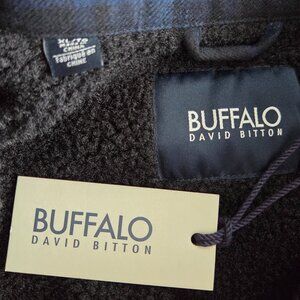 XL/TG
CHINA
Fabriqué en
CHINE
BUFFALO
DAVID BITTON
BUFFALO
DAVID BITTON